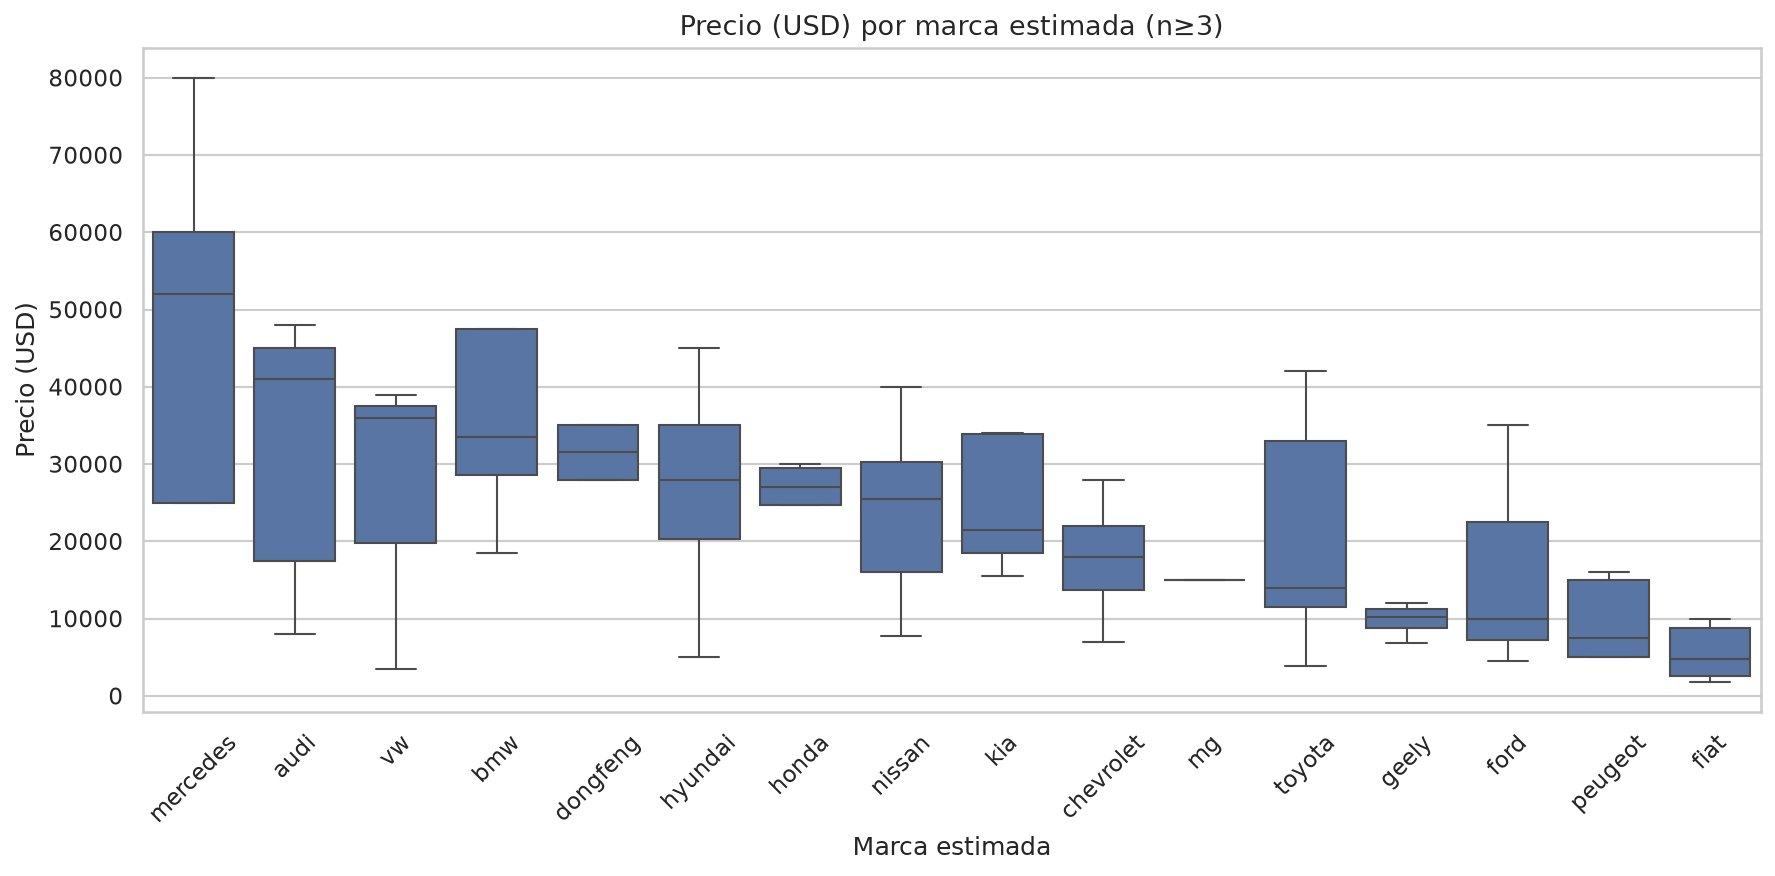 Precio (USD) por marca estimada (n≥3)
Precio (USD)
80000
70000
60000
50000
40000
30000
20000
10000
0
mercedes
audi
vw
bmw
dongfeng
hyundai
honda
nissan
kia
chevrolet
mg
toyota
geely
ford
peugeot
fiat
Marca estimada